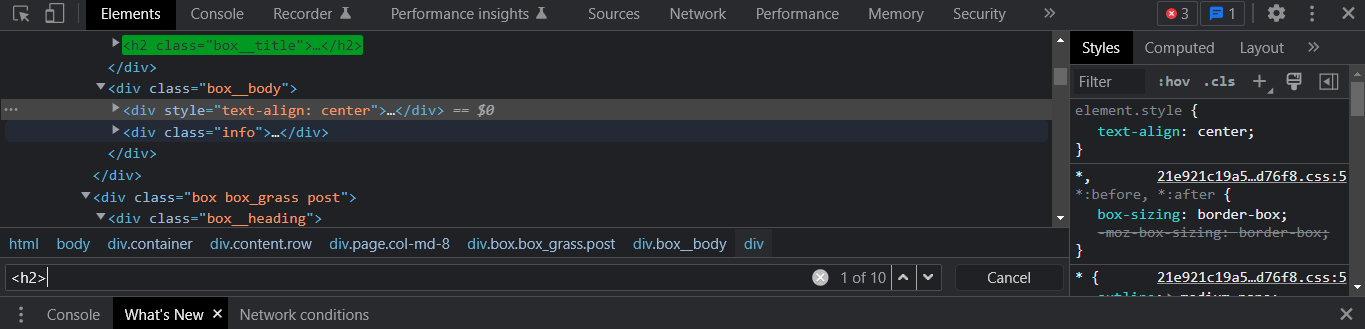 Elements Console Recorder Performance insights Sources Network Performance Memory Security » 3 1
<h2 class="box__title">…</h2>
</div>
<div class="box__body">
<div style="text-align: center">…</div> == $0
<div class="info">…</div>
</div>
</div>
<div class="box box_grass post">
<div class="box__heading">
html body div.container div.content.row div.page.col-md-8 div.box.box_grass.post div.box__body div
<h2> 1 of 10 Cancel
Styles Computed Layout »
Filter :hov .cls
element.style {
text-align: center;
}
*, 21e921c19a5…d76f8.css:5
*:before, *:after {
box-sizing: border-box;
-moz-box-sizing: border-box;
}
* { 21e921c19a5…d76f8.css:5
outline: medium none;
Console What's New × Network conditions